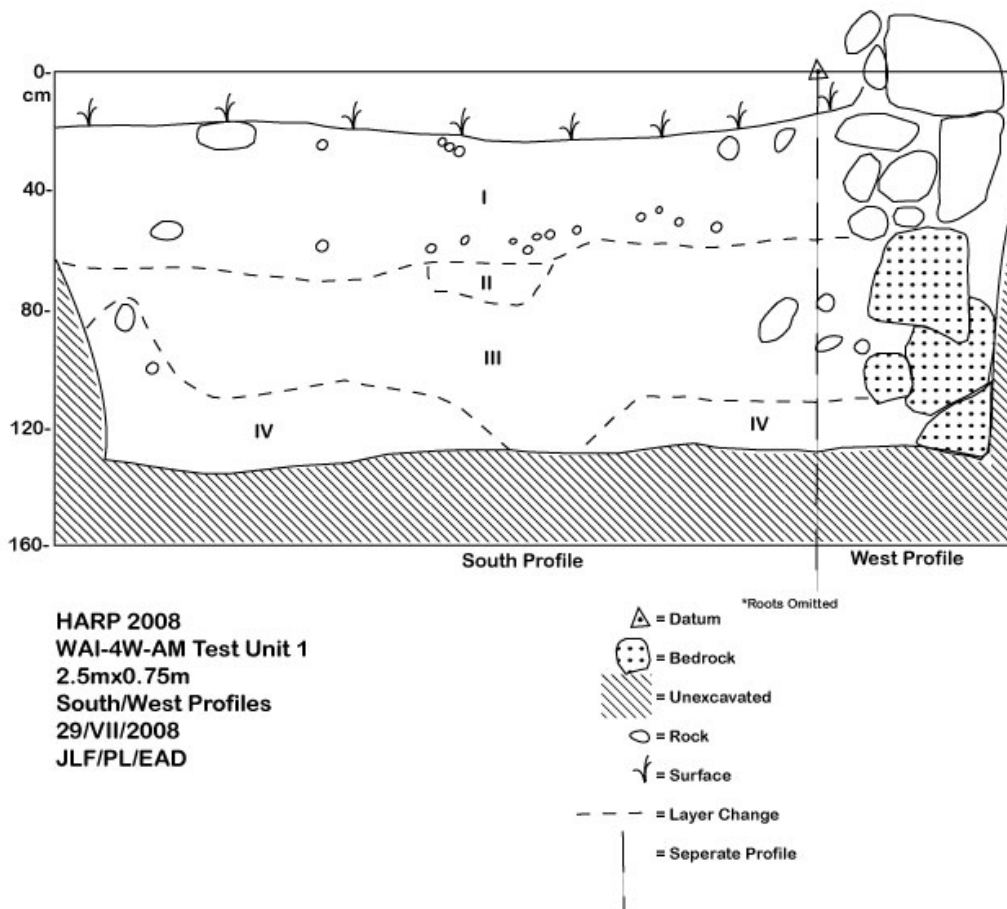 0-
cm
40-
I
II
80-
III
IV
IV
120-
160-
South Profile
West Profile
*Roots Omitted
HARP 2008
WAI-4W-AM Test Unit 1
2.5mx0.75m
South/West Profiles
29/VII/2008
JLF/PL/EAD
= Datum
= Bedrock
= Unexcavated
= Rock
= Surface
= Layer Change
= Seperate Profile